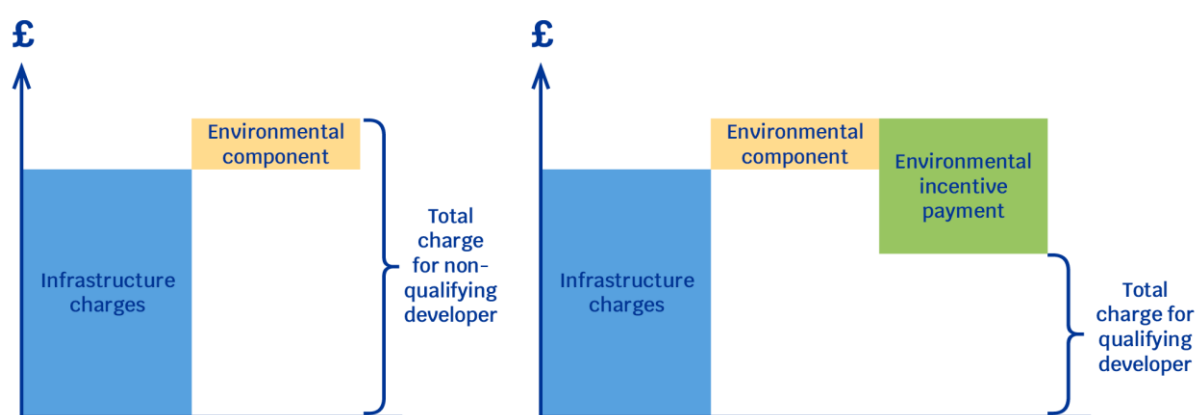 £
Environmental
component
Infrastructure
charges
Total
charge
for non-
qualifying
developer
£
Environmental
component
Environmental
incentive
payment
Infrastructure
charges
Total
charge for
qualifying
developer